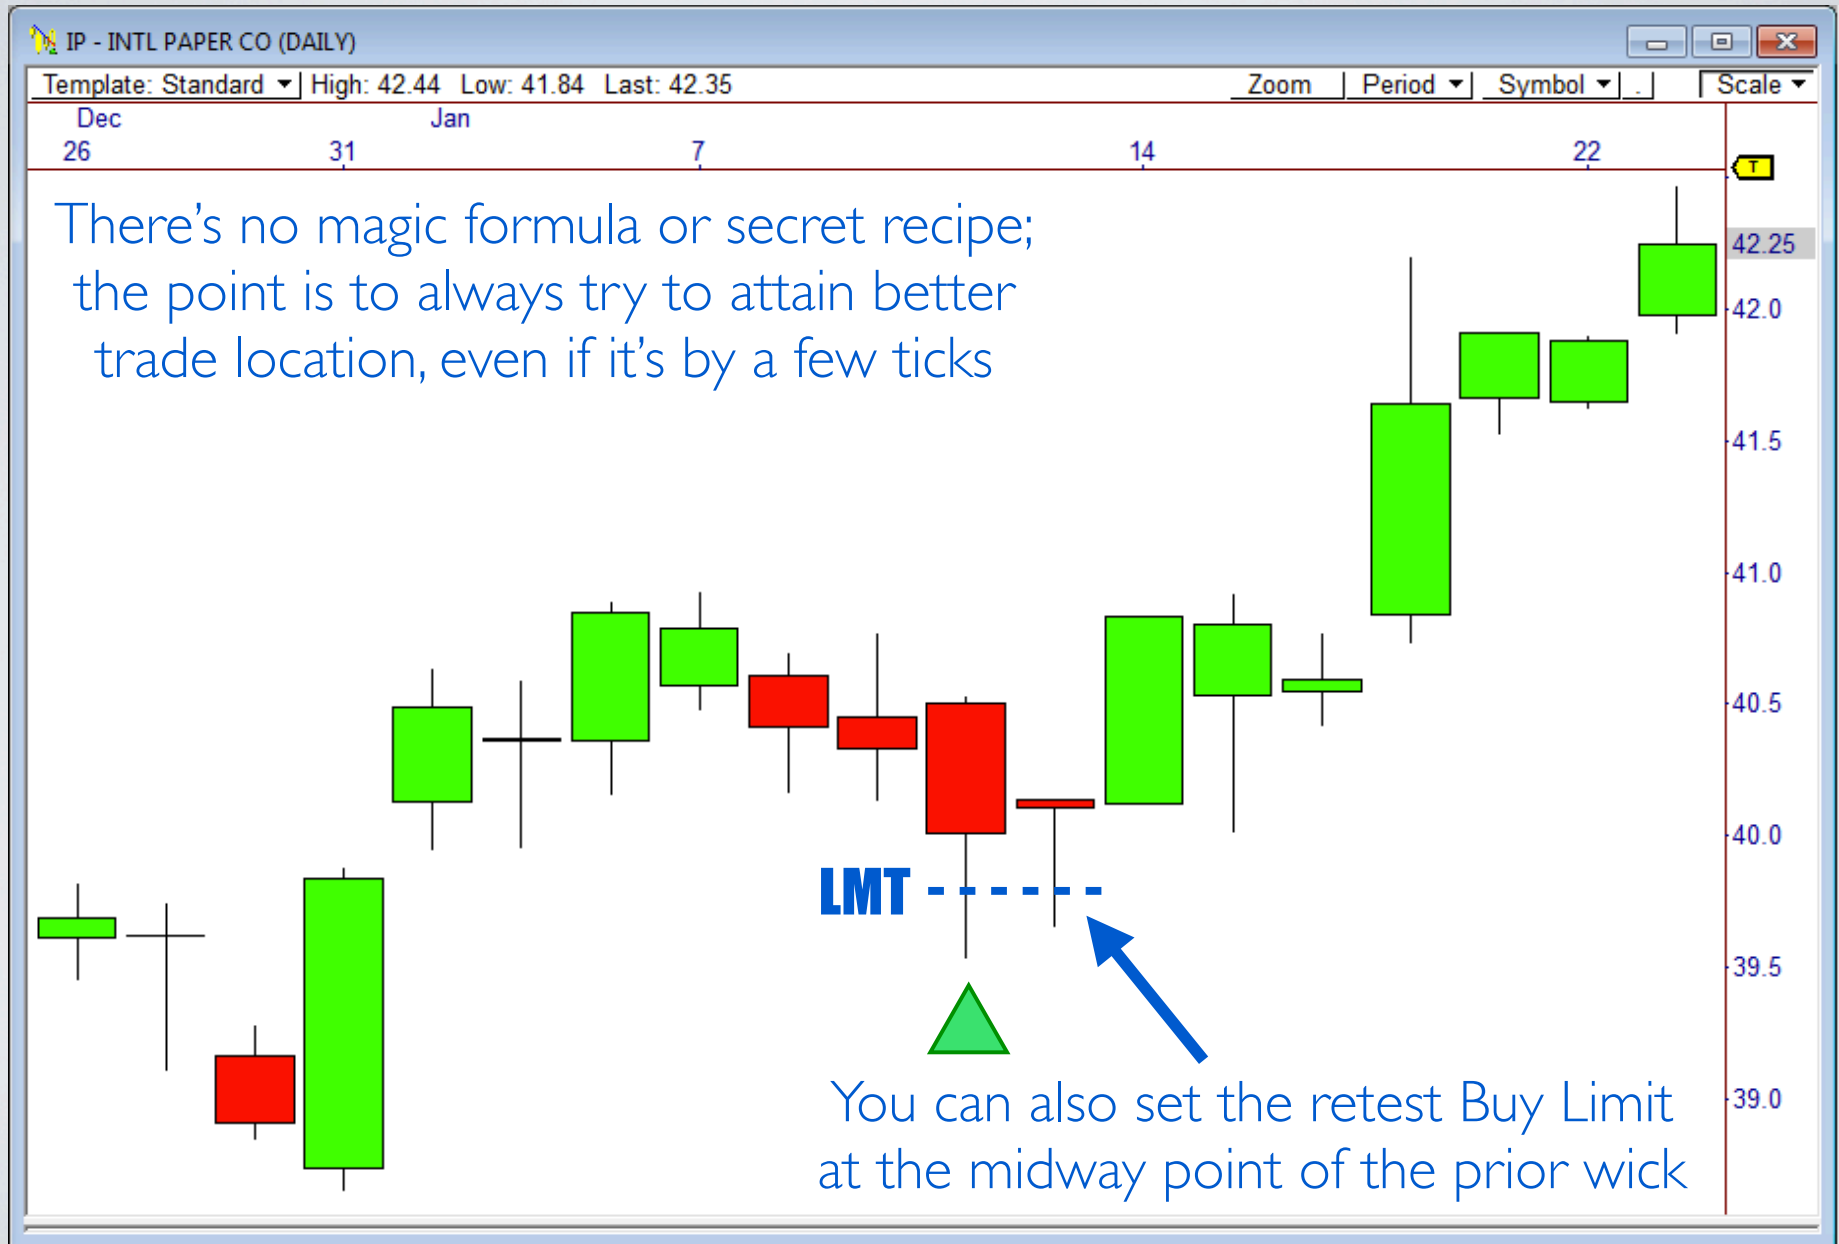 IP - INTL PAPER CO (DAILY)
Template: Standard High: 42.44 Low: 41.84 Last: 42.35 Zoom Period Symbol . Scale
Dec Jan
26 31 7 14 22
T
There's no magic formula or secret recipe;
the point is to always try to attain better
trade location, even if it's by a few ticks
42.25
42.0
41.5
41.0
40.5
40.0
LMT
39.5
39.0
You can also set the retest Buy Limit
at the midway point of the prior wick